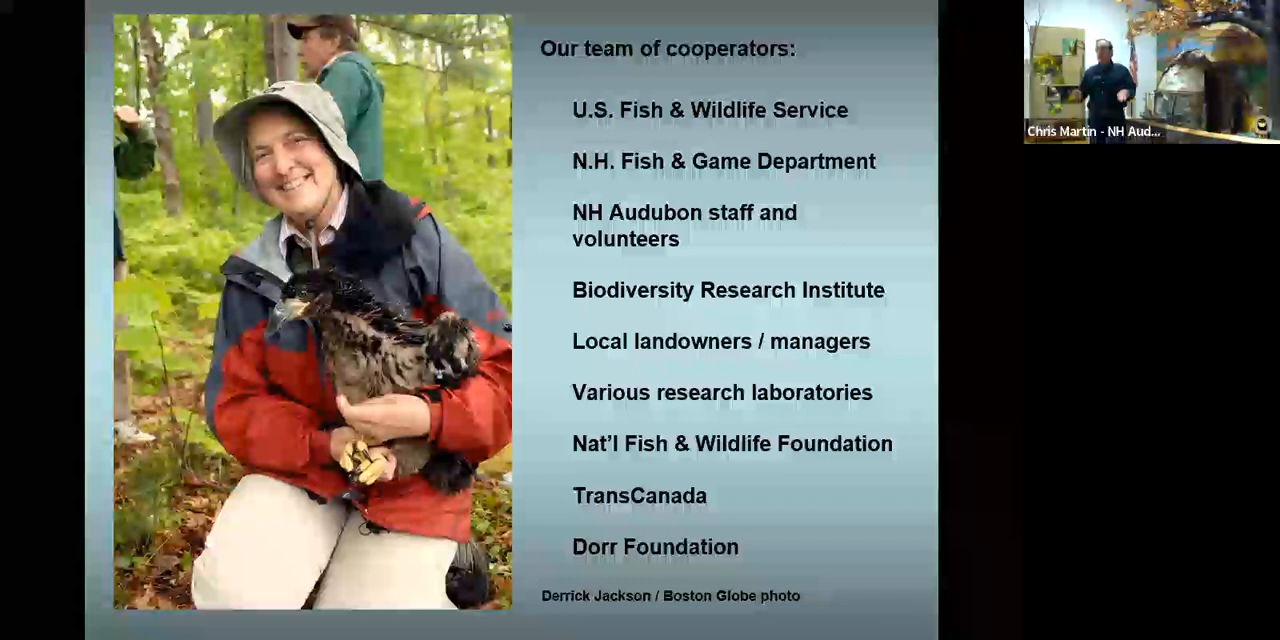 Our team of cooperators:
U.S. Fish & Wildlife Service
N.H. Fish & Game Department
NH Audubon staff and
volunteers
Biodiversity Research Institute
Local landowners / managers
Various research laboratories
Nat'l Fish & Wildlife Foundation
TransCanada
Dorr Foundation
Derrick Jackson / Boston Globe photo
Chris Martin - NH Aud...